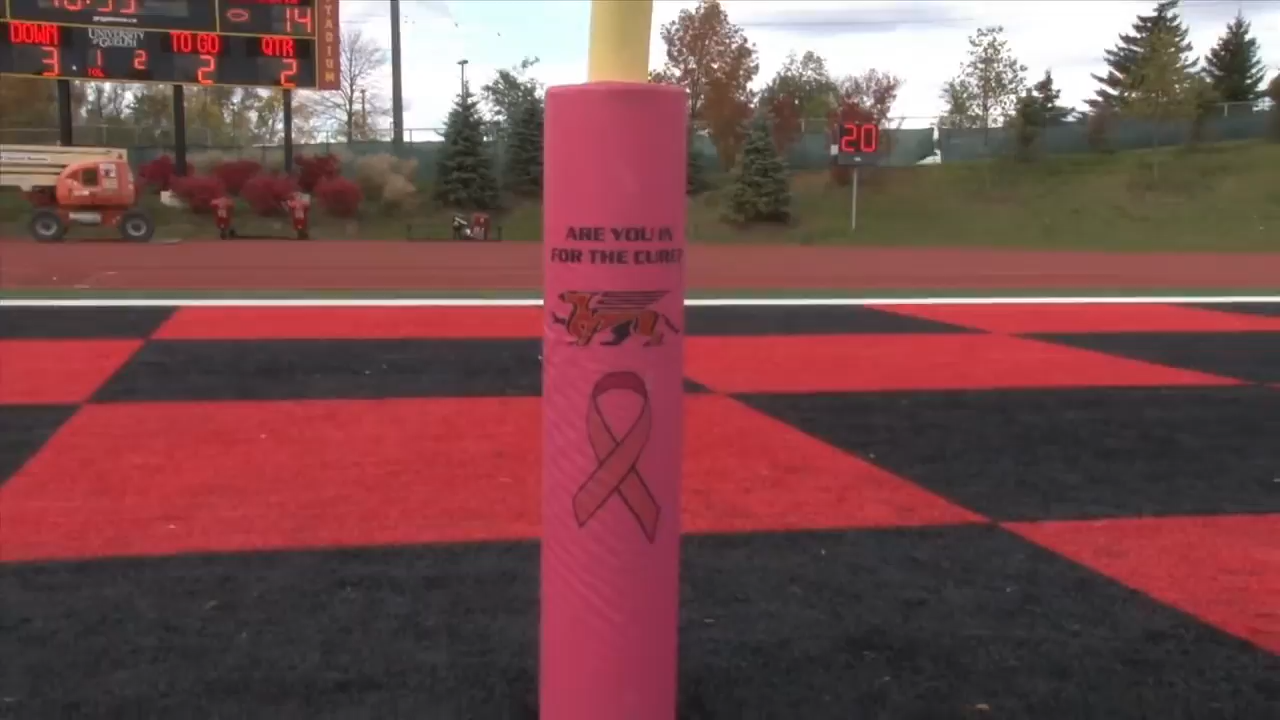 14
DOWN
UNIVERSITY
of GUELPH
TO GO
QTR
3
1
2
2
2
20
ARE YOU IN
FOR THE CURE?